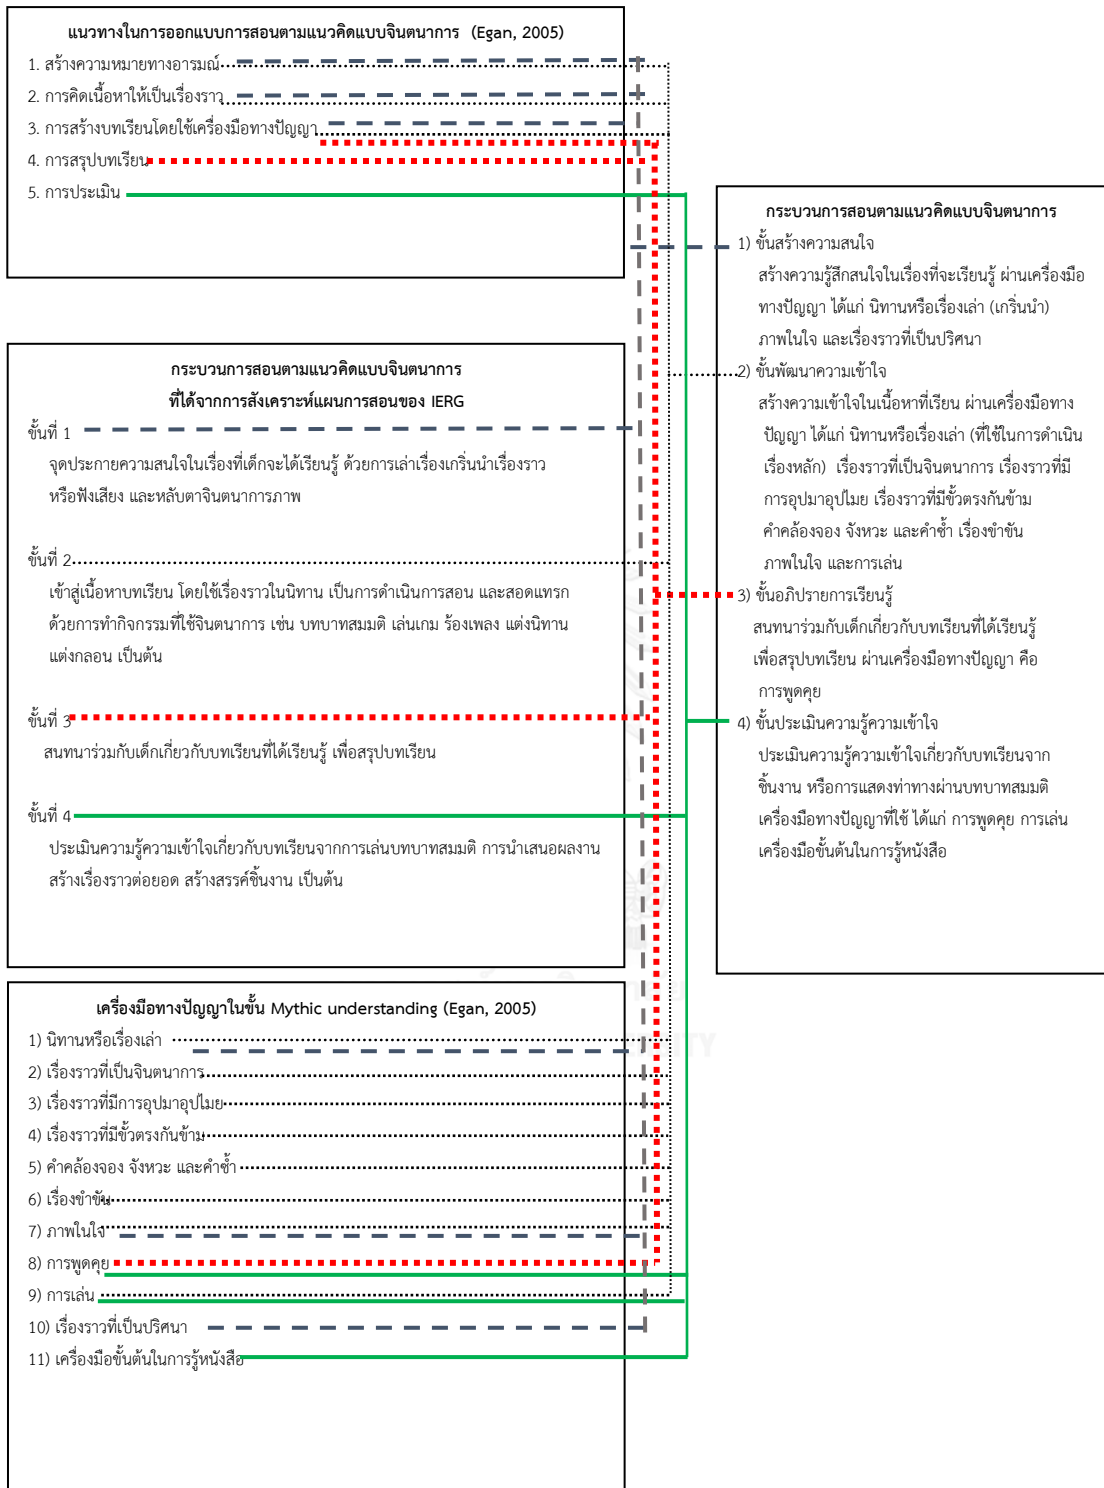 แนวทางในการออกแบบการสอนตามแนวคิดแบบจินตนาการ (Egan, 2005)
1. สร้างความหมายทางอารมณ์
2. การคิดเนื้อหาให้เป็นเรื่องราว
3. การสร้างบทเรียนโดยใช้เครื่องมือทางปัญญา
4. การสรุปบทเรียน
5. การประเมิน
กระบวนการสอนตามแนวคิดแบบจินตนาการ
ที่ได้จากการสังเคราะห์แผนการสอนของ IERG
ขั้นที่ 1
จุดประกายความสนใจในเรื่องที่เด็กจะได้เรียนรู้ ด้วยการเล่าเรื่องเกริ่นนำเรื่องราว
หรือฟังเสียง และหลับตาจินตนาการภาพ
ขั้นที่ 2
เข้าสู่เนื้อหาบทเรียน โดยใช้เรื่องราวในนิทาน เป็นการดำเนินการสอน และสอดแทรก
ด้วยการทำกิจกรรมที่ใช้จินตนาการ เช่น บทบาทสมมติ เล่นเกม ร้องเพลง แต่งนิทาน
แต่งกลอน เป็นต้น
ขั้นที่ 3
สนทนาร่วมกับเด็กเกี่ยวกับบทเรียนที่ได้เรียนรู้ เพื่อสรุปบทเรียน
ขั้นที่ 4
ประเมินความรู้ความเข้าใจเกี่ยวกับบทเรียนจากการเล่นบทบาทสมมติ การนำเสนอผลงาน
สร้างเรื่องราวต่อยอด สร้างสรรค์ชิ้นงาน เป็นต้น
เครื่องมือทางปัญญาในขั้น Mythic understanding (Egan, 2005)
1) นิทานหรือเรื่องเล่า
2) เรื่องราวที่เป็นจินตนาการ
3) เรื่องราวที่มีการอุปมาอุปไมย
4) เรื่องราวที่มีขั้วตรงกันข้าม
5) คำคล้องจอง จังหวะ และคำซ้ำ
6) เรื่องขำขัน
7) ภาพในใจ
8) การพูดคุย
9) การเล่น
10) เรื่องราวที่เป็นปริศนา
11) เครื่องมือขั้นต้นในการรู้หนังสือ
กระบวนการสอนตามแนวคิดแบบจินตนาการ
1) ขั้นสร้างความสนใจ
สร้างความรู้สึกสนใจในเรื่องที่จะเรียนรู้ ผ่านเครื่องมือ
ทางปัญญา ได้แก่ นิทานหรือเรื่องเล่า (เกริ่นนำ)
ภาพในใจ และเรื่องราวที่เป็นปริศนา
2) ขั้นพัฒนาความเข้าใจ
สร้างความเข้าใจในเนื้อหาที่เรียน ผ่านเครื่องมือทาง
ปัญญา ได้แก่ นิทานหรือเรื่องเล่า (ที่ใช้ในการดำเนิน
เรื่องหลัก) เรื่องราวที่เป็นจินตนาการ เรื่องราวที่มี
การอุปมาอุปไมย เรื่องราวที่มีขั้วตรงกันข้าม
คำคล้องจอง จังหวะ และคำซ้ำ เรื่องขำขัน
ภาพในใจ และการเล่น
3) ขั้นอภิปรายการเรียนรู้
สนทนาร่วมกับเด็กเกี่ยวกับบทเรียนที่ได้เรียนรู้
เพื่อสรุปบทเรียน ผ่านเครื่องมือทางปัญญา คือ
การพูดคุย
4) ขั้นประเมินความรู้ความเข้าใจ
ประเมินความรู้ความเข้าใจเกี่ยวกับบทเรียนจาก
ชิ้นงาน หรือการแสดงท่าทางผ่านบทบาทสมมติ
เครื่องมือทางปัญญาที่ใช้ ได้แก่ การพูดคุย การเล่น
เครื่องมือขั้นต้นในการรู้หนังสือ